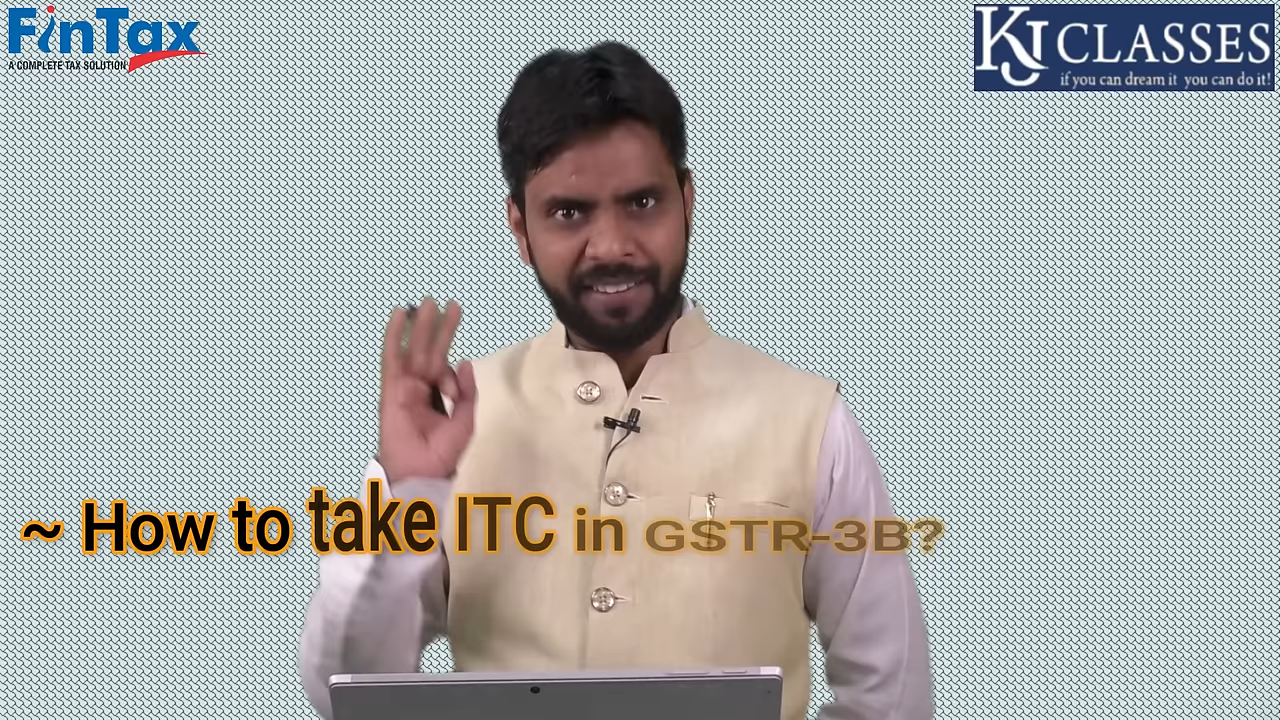 FinTax
A COMPLETE TAX SOLUTION
KJ CLASSES
if you can dream it you can do it!
~ How to take ITC in GSTR-3B?